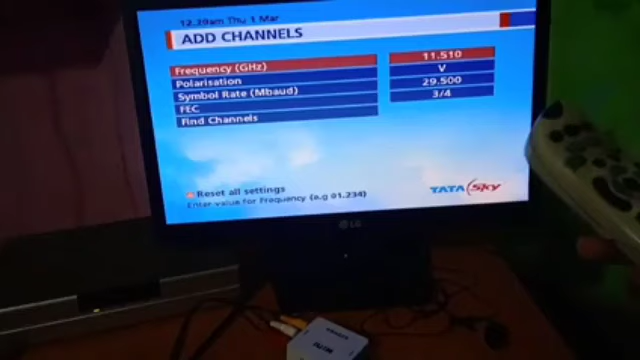 12.29am Thu 1 Mar
ADD CHANNELS
Frequency (GHz) 11.510
Polarisation V
Symbol Rate (Mbaud) 29.500
FEC 3/4
Find Channels
Reset all settings
Enter value for Frequency (e.g 01.234)
TATA Sky
LG